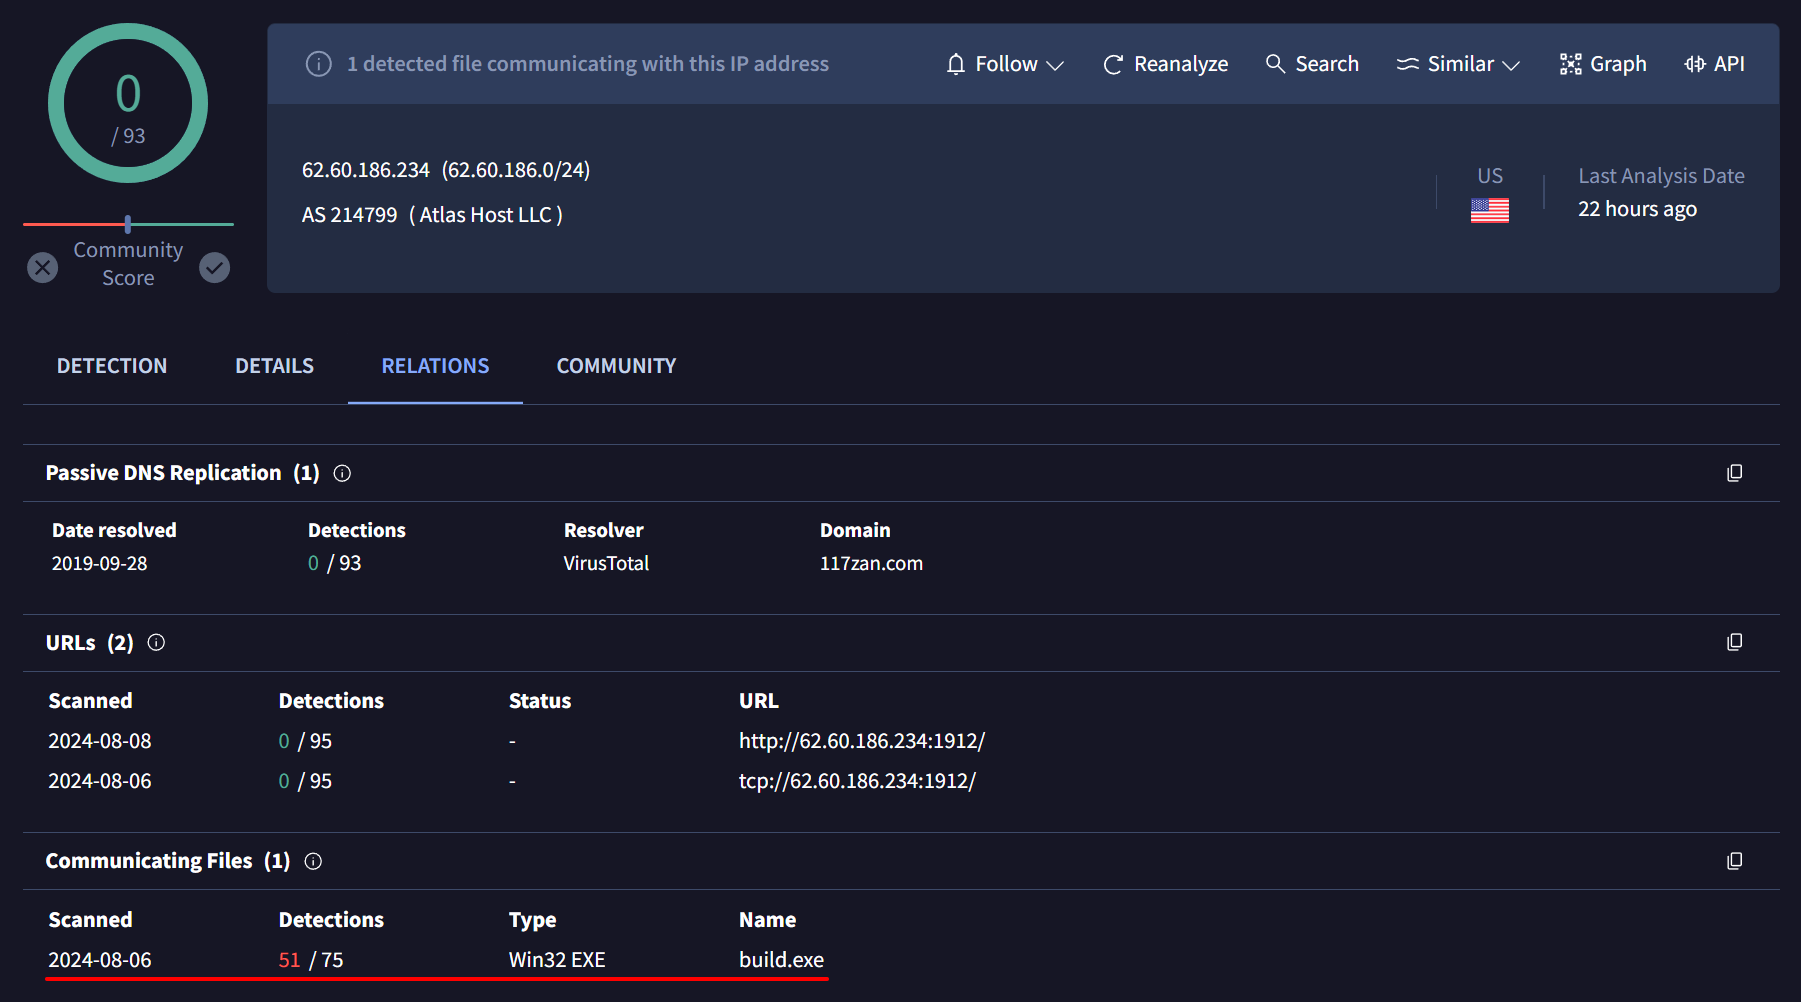 0
/ 93
Community
Score
1 detected file communicating with this IP address
Follow Reanalyze Search Similar Graph API
62.60.186.234 (62.60.186.0/24)
AS 214799 ( Atlas Host LLC )
US
Last Analysis Date
22 hours ago
DETECTION DETAILS RELATIONS COMMUNITY
Passive DNS Replication (1)
Date resolved Detections Resolver Domain
2019-09-28 0 / 93 VirusTotal 117zan.com
URLs (2)
Scanned Detections Status URL
2024-08-08 0 / 95 - http://62.60.186.234:1912/
2024-08-06 0 / 95 - tcp://62.60.186.234:1912/
Communicating Files (1)
Scanned Detections Type Name
2024-08-06 51 / 75 Win32 EXE build.exe